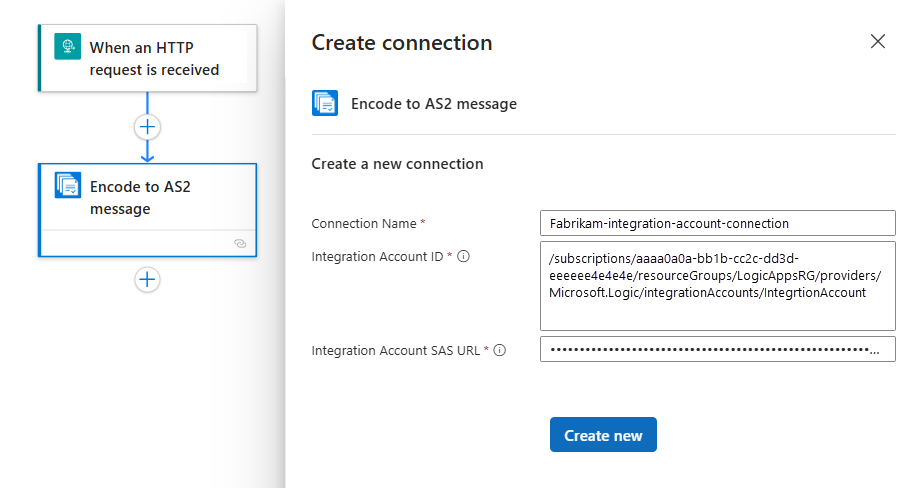 When an HTTP
request is received
Encode to AS2
message
Create connection
Encode to AS2 message
Create a new connection
Connection Name *
Fabrikam-integration-account-connection
Integration Account ID *
/subscriptions/aaaa0a0a-bb1b-cc2c-dd3d-
eeeeee4e4e4e/resourceGroups/LogicAppsRG/providers/
Microsoft.Logic/integrationAccounts/IntegrtionAccount
Integration Account SAS URL *
Create new